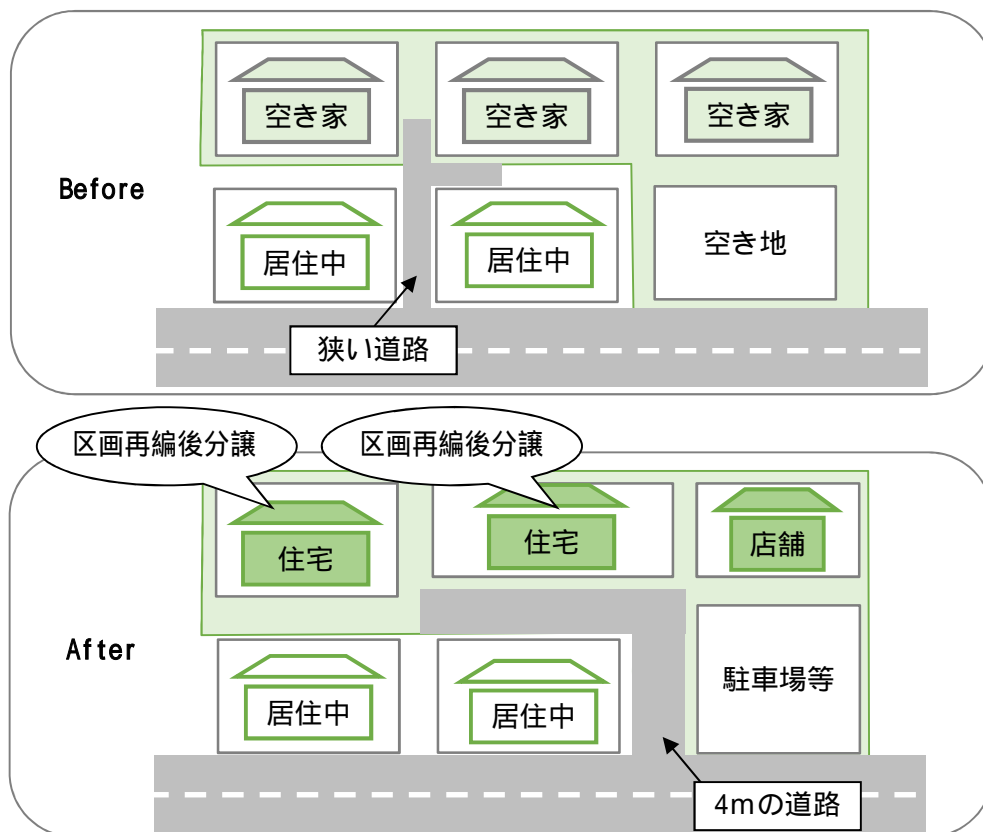 空き家
空き家
空き家
Before
居住中
居住中
空き地
狭い道路
区画再編後分譲
区画再編後分譲
住宅
住宅
店舗
After
居住中
居住中
駐車場等
4mの道路